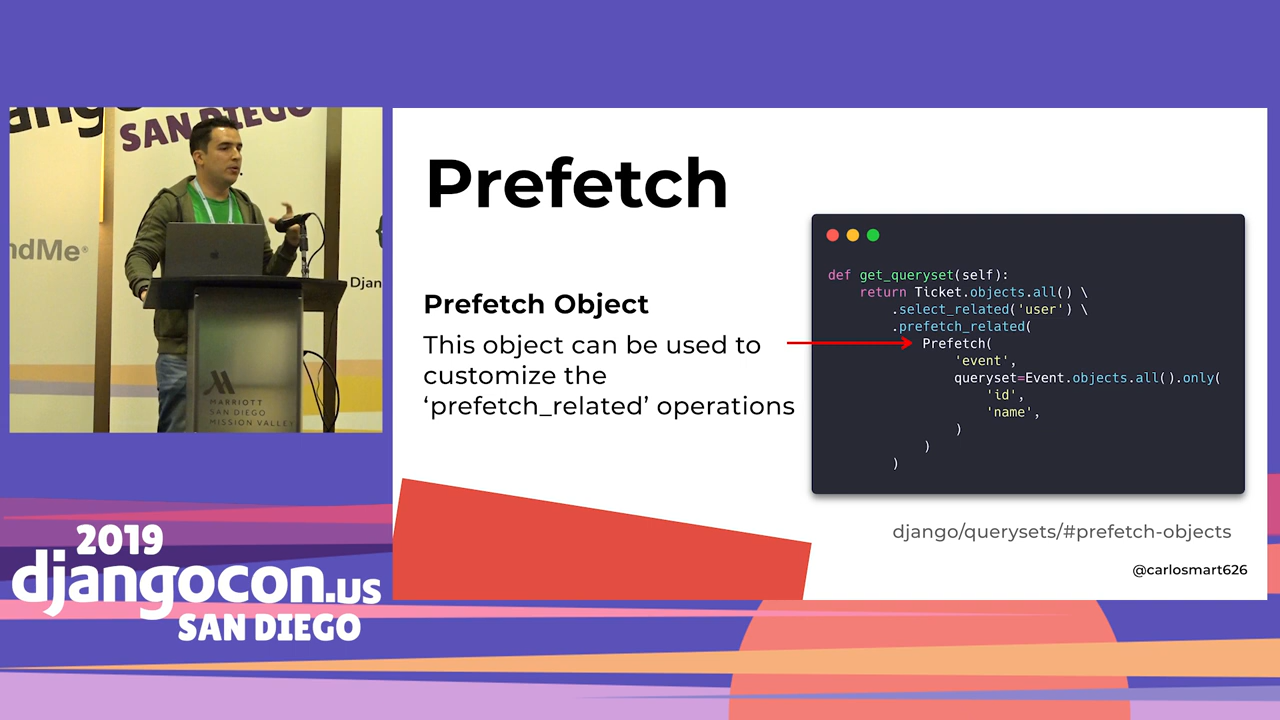 SAN DIEGO
ndMe®
Djan
MARRIOTT
SAN DIEGO
MISSION VALLEY
2019
djangocon.us
SAN DIEGO
Prefetch
Prefetch Object
This object can be used to
customize the
‘prefetch_related’ operations
def get_queryset(self):
    return Ticket.objects.all() \
        .select_related('user') \
        .prefetch_related(
            Prefetch(
                'event',
                queryset=Event.objects.all().only(
                    'id',
                    'name',
                )
            )
        )
django/querysets/#prefetch-objects
@carlosmart626